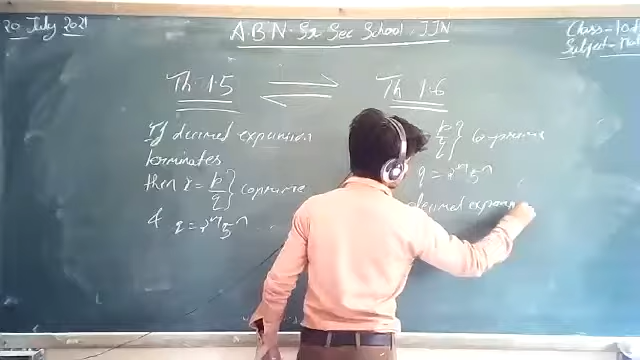 20 July 2021
A.B.N. Sr. Sec School, JJN
Class-10th
Subject-Mat
Th 1.5
Th 1.6
If decimal expansion
terminates
then x = p/q } coprime
& q = 2^m 5^n
p/q } coprime
q = 2^m 5^n
decimal expan